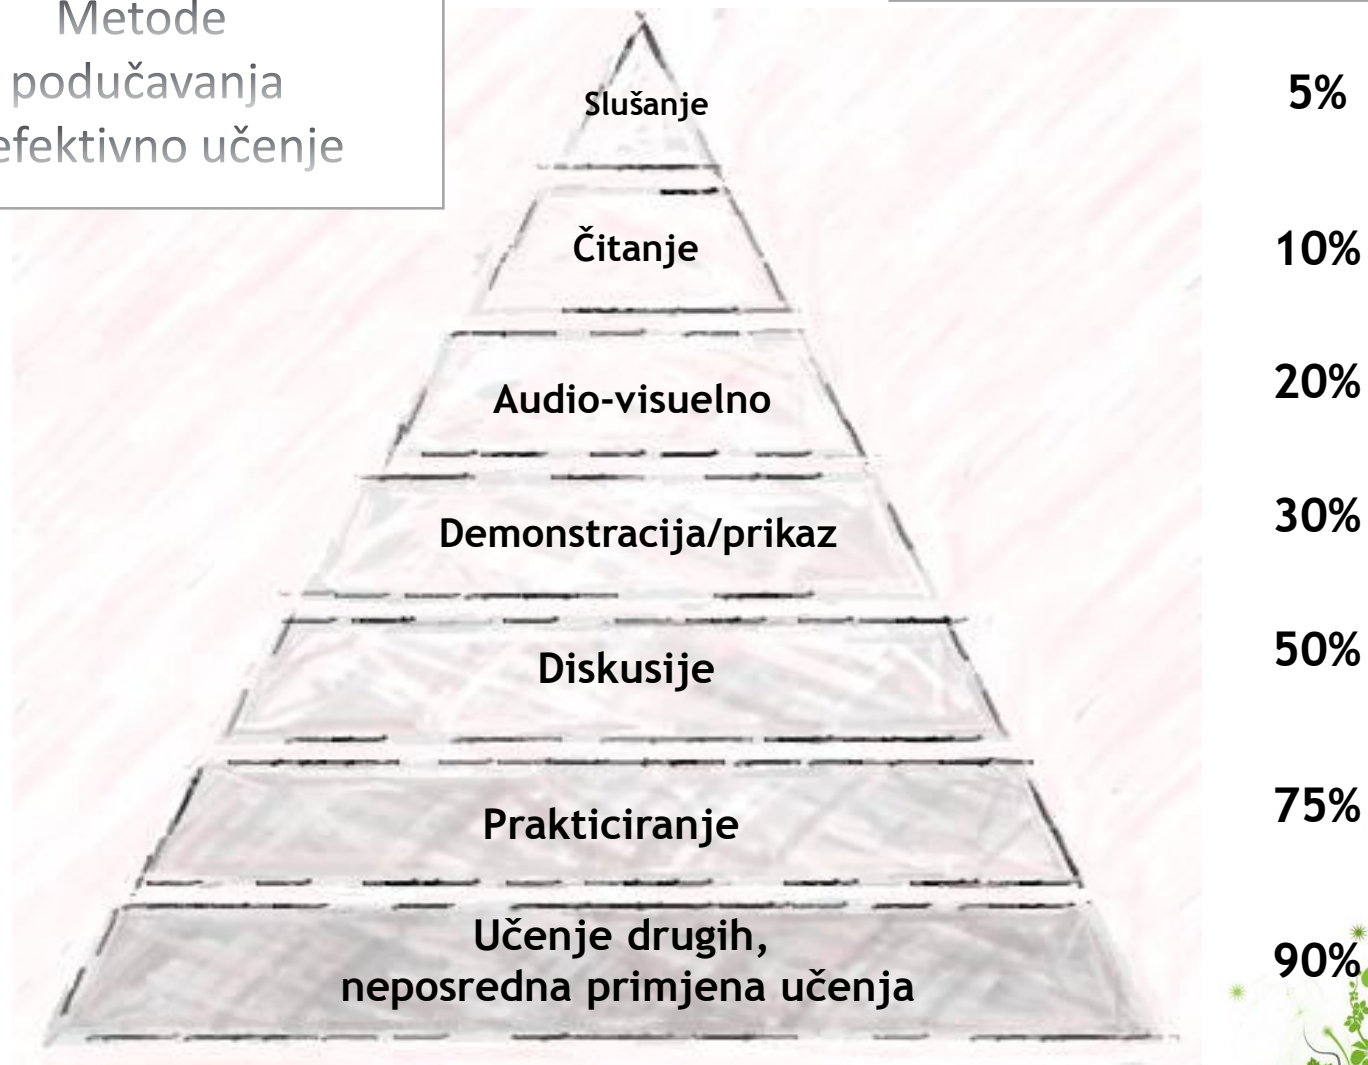 Metode
podučavanja
efektivno učenje
Slušanje
5%
Čitanje
10%
Audio-visuelno
20%
Demonstracija/prikaz
30%
Diskusije
50%
Prakticiranje
75%
Učenje drugih,
neposredna primjena učenja
90%